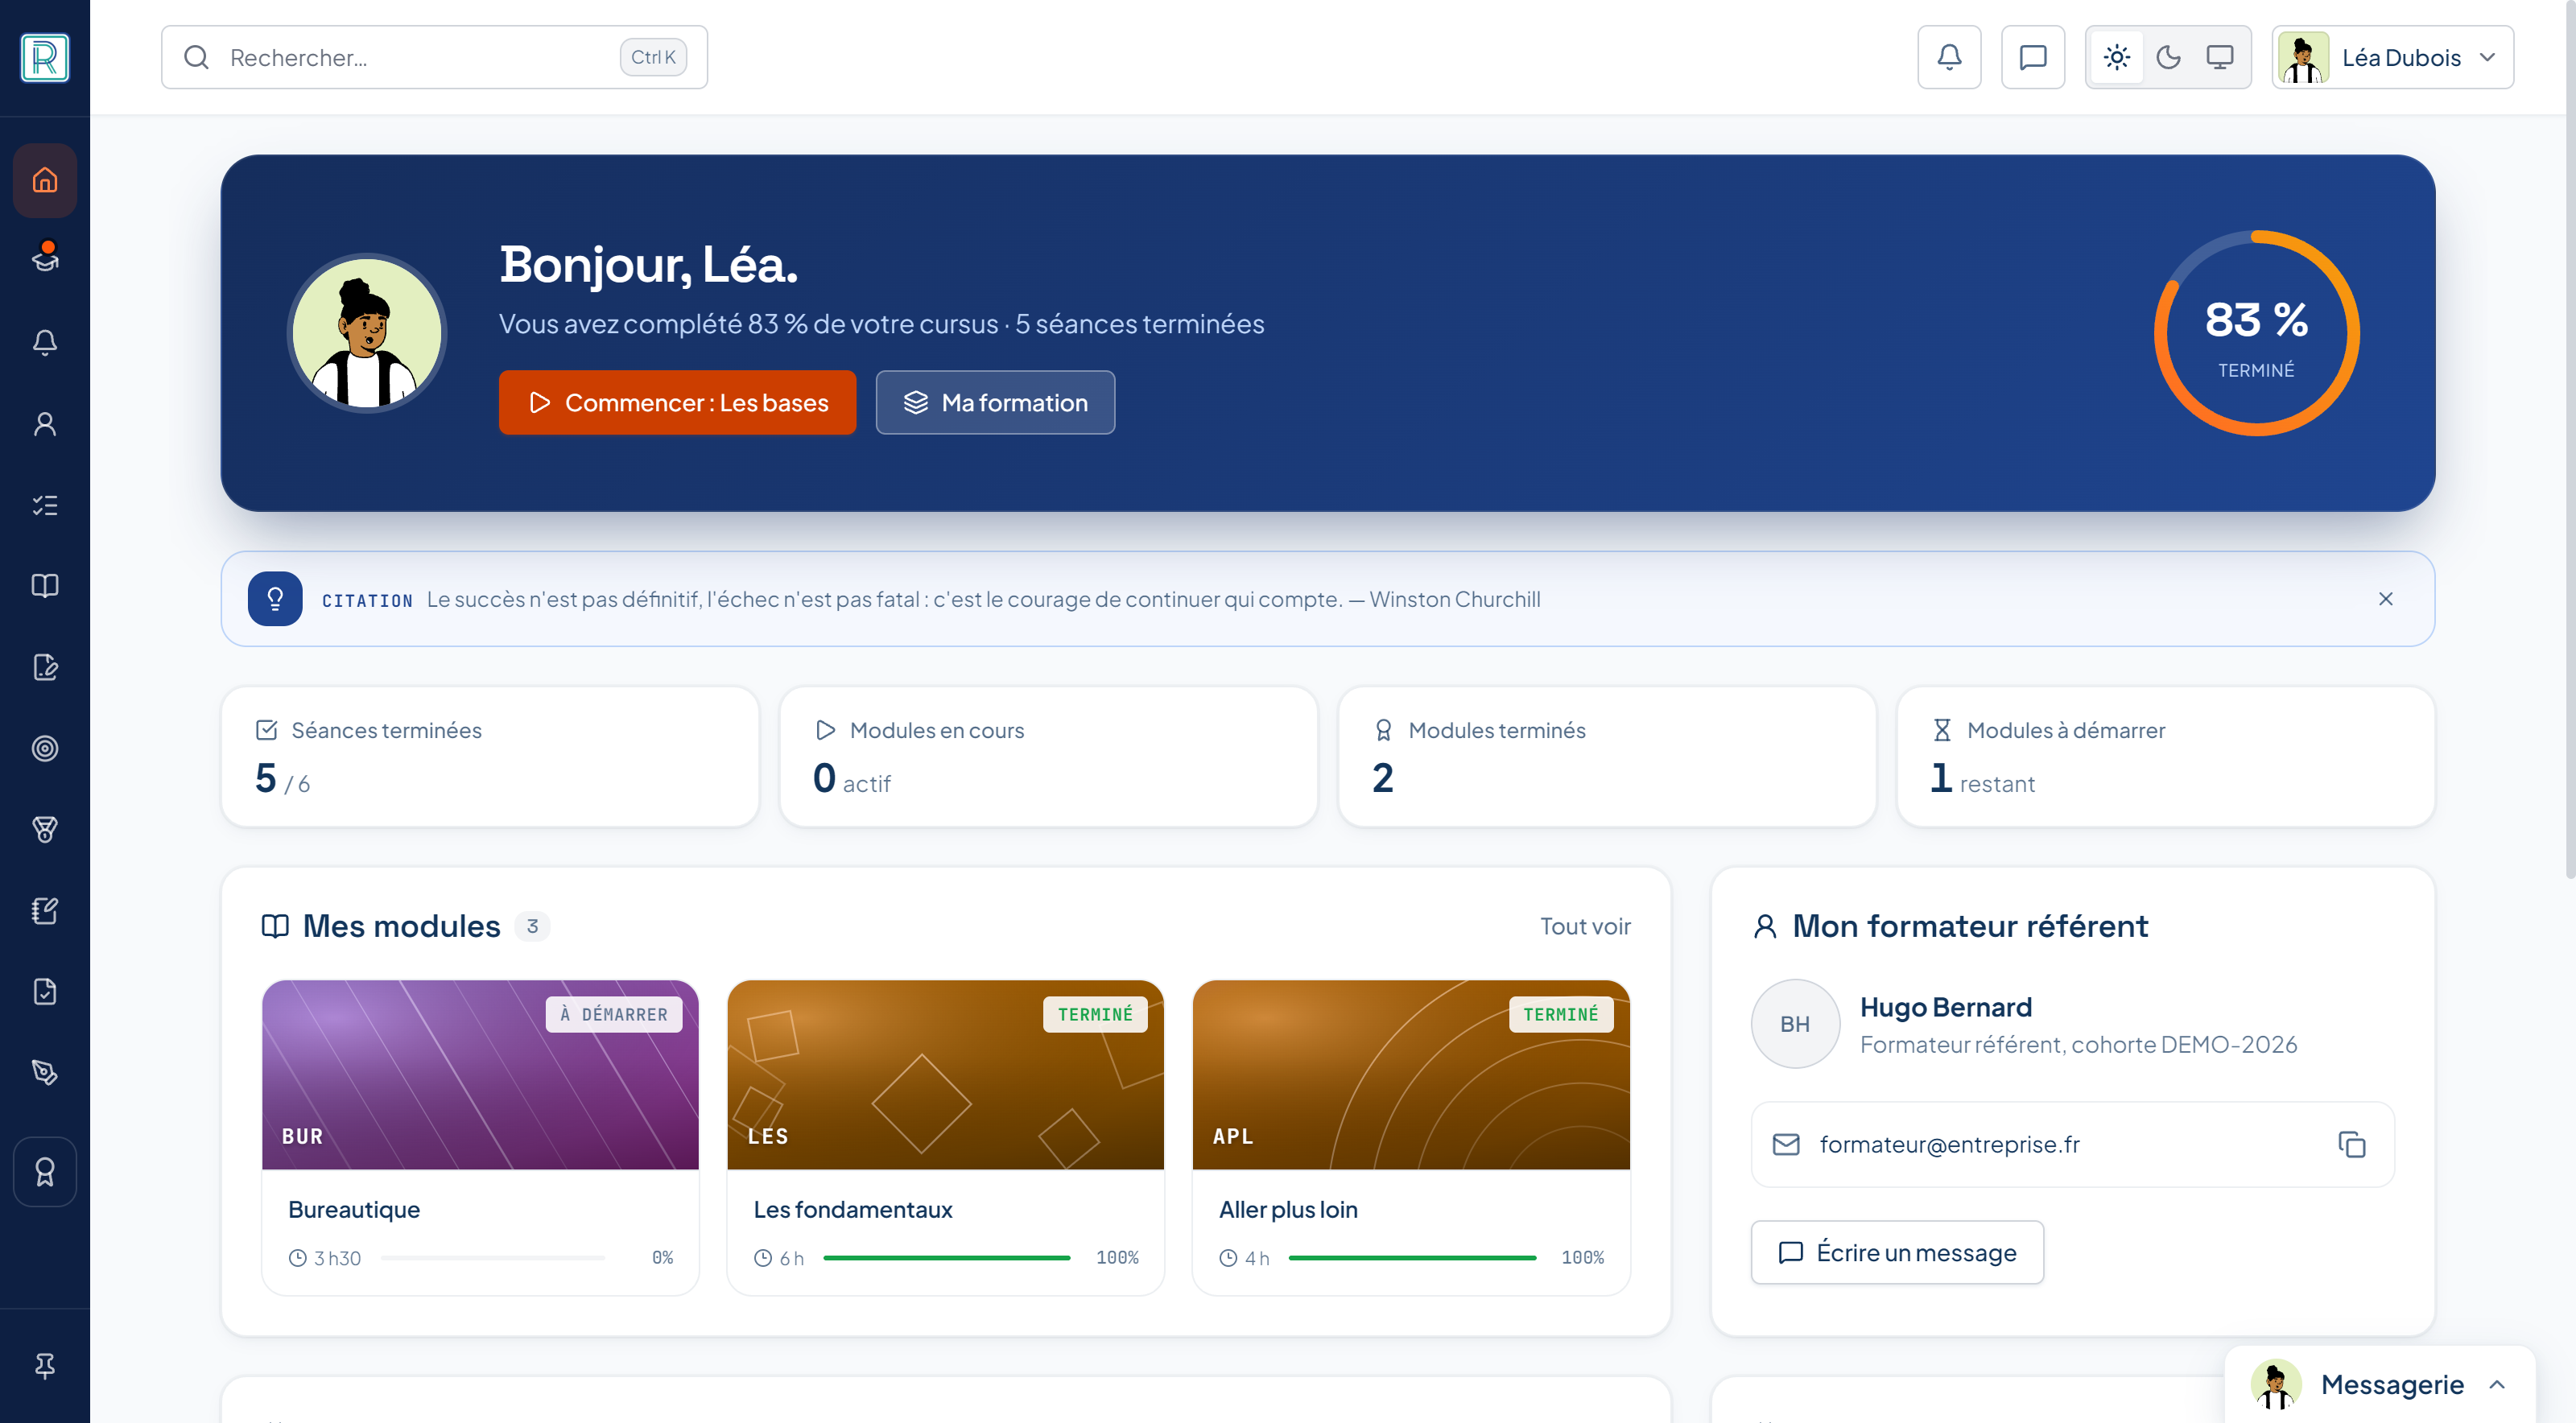 R
Rechercher...
Ctrl K
Léa Dubois
Bonjour, Léa.
Vous avez complété 83 % de votre cursus · 5 séances terminées
Commencer : Les bases
Ma formation
83 %
TERMINÉ
CITATION Le succès n'est pas définitif, l'échec n'est pas fatal : c'est le courage de continuer qui compte. — Winston Churchill
Séances terminées
5 / 6
Modules en cours
0 actif
Modules terminés
2
Modules à démarrer
1 restant
Mes modules 3
Tout voir
À DÉMARRER
BUR
Bureautique
3 h30
0%
TERMINÉ
LES
Les fondamentaux
6 h
100%
TERMINÉ
APL
Aller plus loin
4 h
100%
Mon formateur référent
BH
Hugo Bernard
Formateur référent, cohorte DEMO-2026
formateur@entreprise.fr
Écrire un message
Messagerie